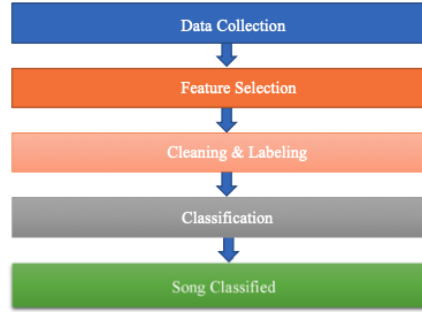 Data Collection
Feature Selection
Cleaning & Labeling
Classification
Song Classified